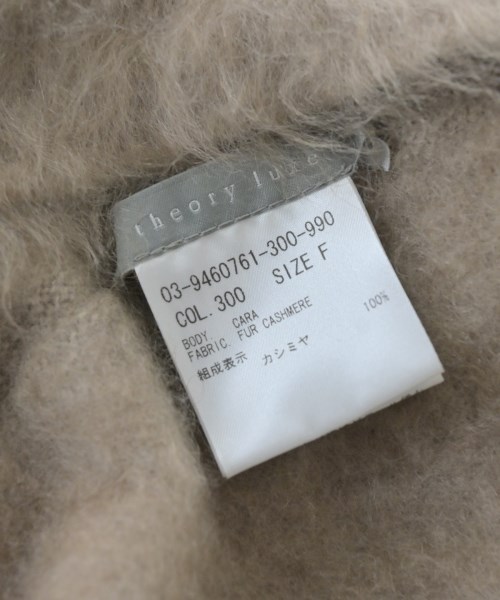 theory luxe
03-9460761-300-990
COL. 300 SIZE F
BODY. CARA
FABRIC. FUR CASHMERE
組成表示 カシミヤ 100%